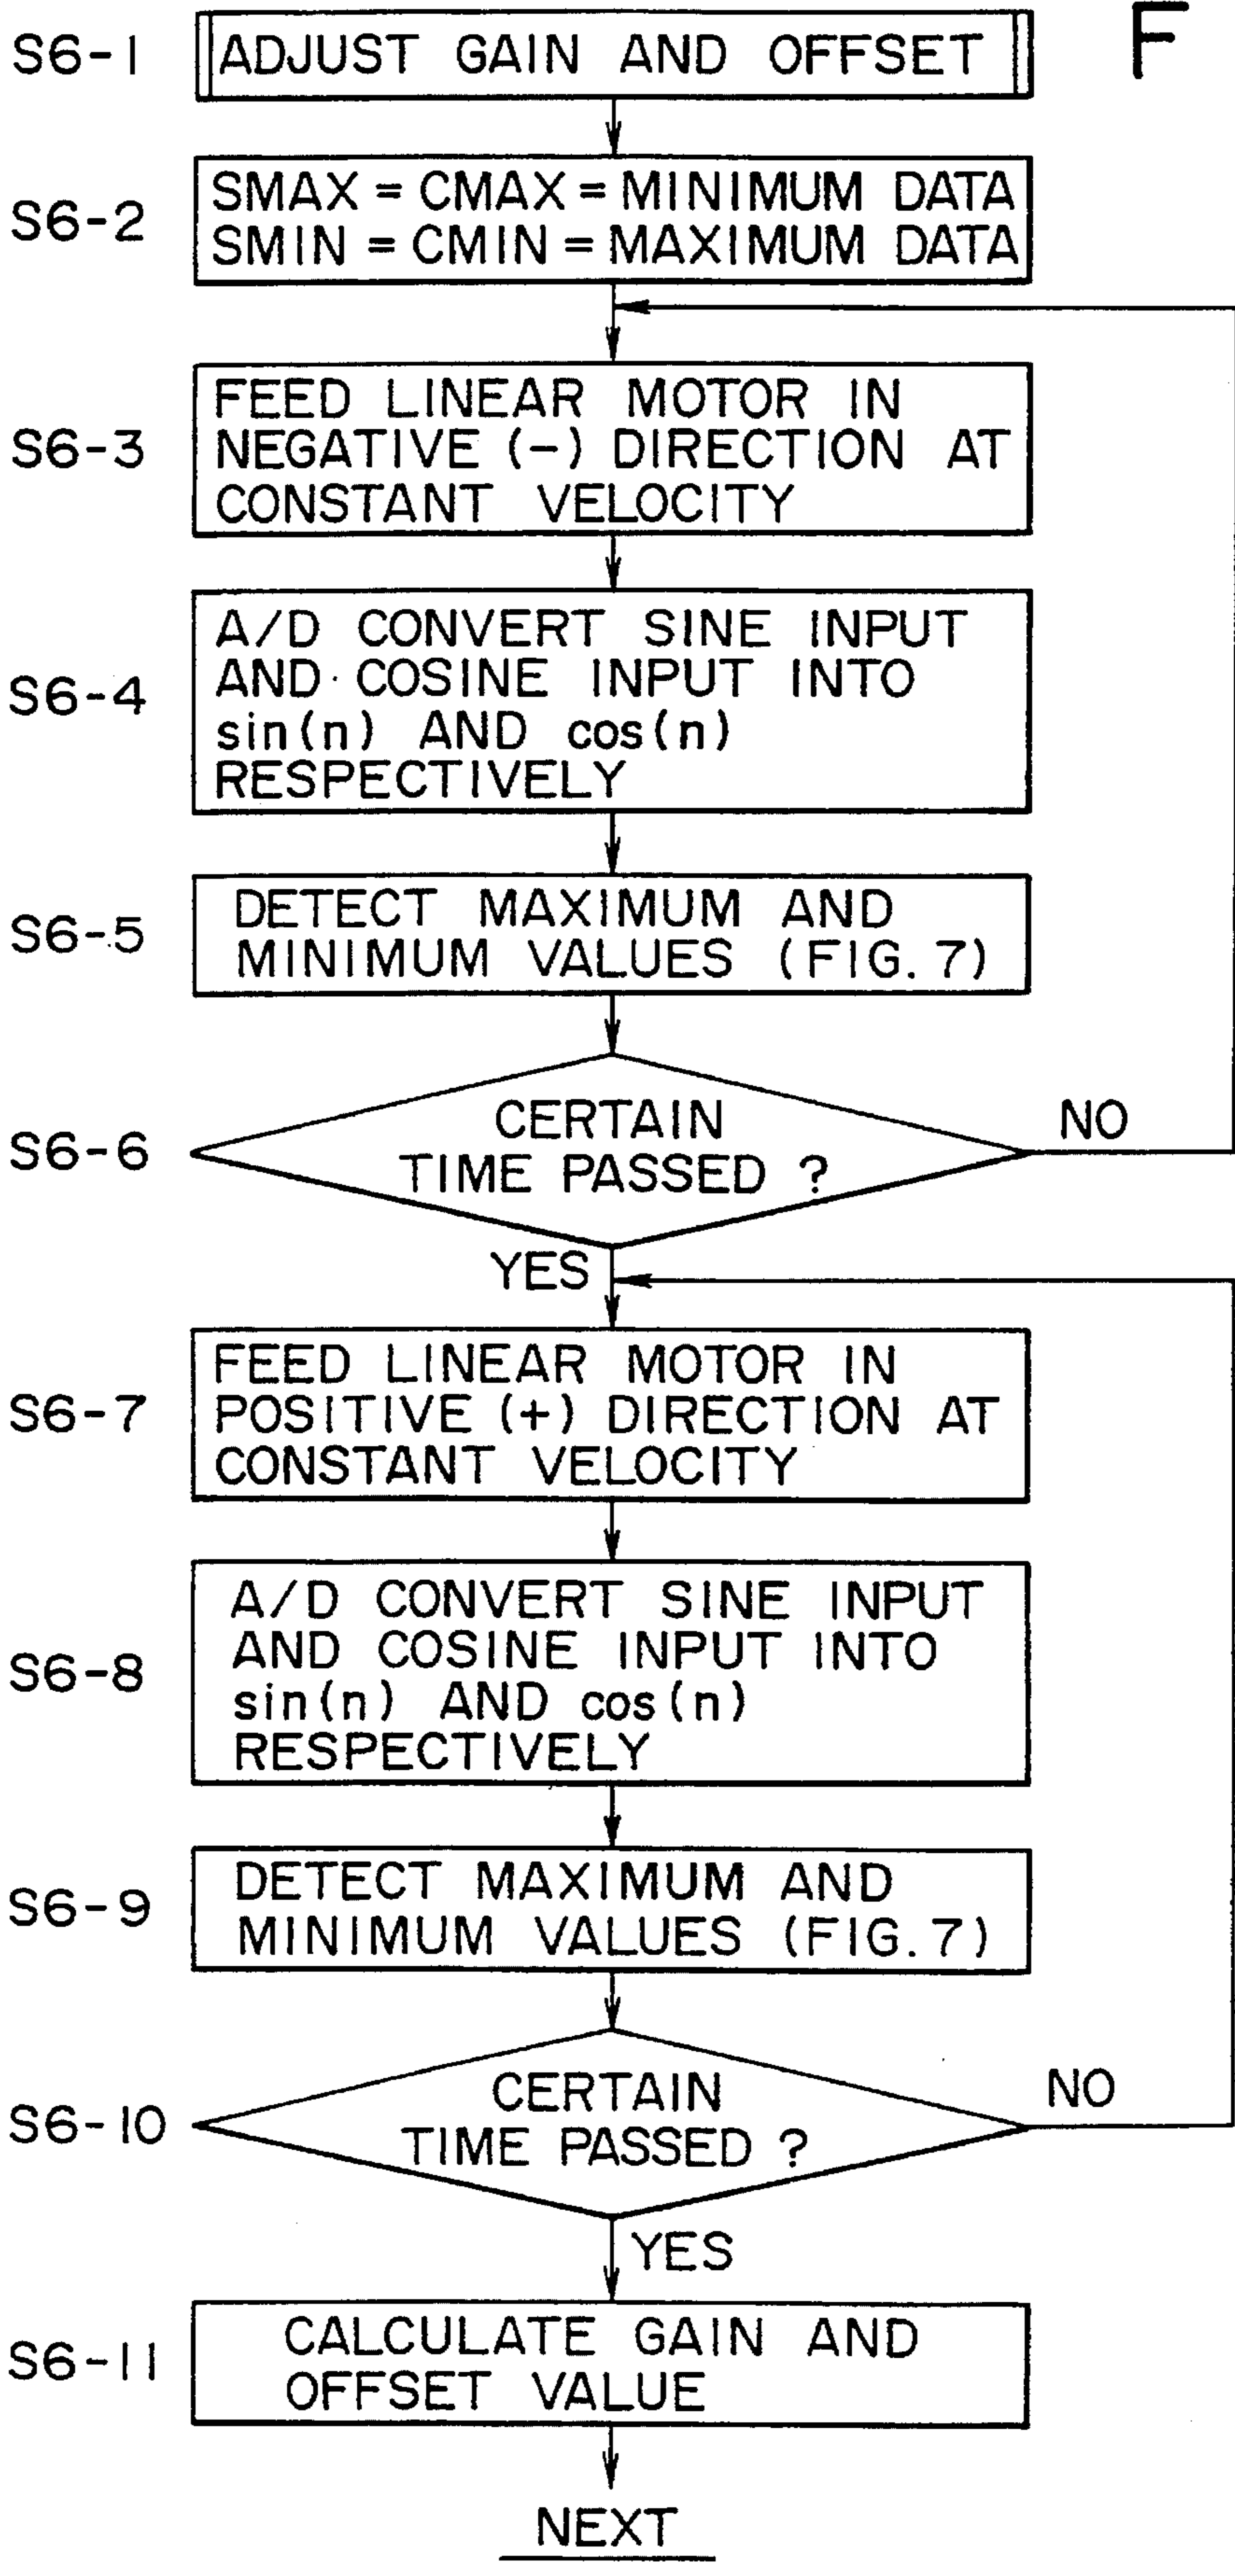 F
S6-1
ADJUST GAIN AND OFFSET
S6-2
SMAX = CMAX = MINIMUM DATA
SMIN = CMIN = MAXIMUM DATA
S6-3
FEED LINEAR MOTOR IN
NEGATIVE (-) DIRECTION AT
CONSTANT VELOCITY
S6-4
A/D CONVERT SINE INPUT
AND COSINE INPUT INTO
sin(n) AND cos(n)
RESPECTIVELY
S6-5
DETECT MAXIMUM AND
MINIMUM VALUES (FIG. 7)
S6-6
CERTAIN
TIME PASSED ?
NO
YES
S6-7
FEED LINEAR MOTOR IN
POSITIVE (+) DIRECTION AT
CONSTANT VELOCITY
S6-8
A/D CONVERT SINE INPUT
AND COSINE INPUT INTO
sin(n) AND cos(n)
RESPECTIVELY
S6-9
DETECT MAXIMUM AND
MINIMUM VALUES (FIG. 7)
S6-10
CERTAIN
TIME PASSED ?
NO
YES
S6-11
CALCULATE GAIN AND
OFFSET VALUE
NEXT